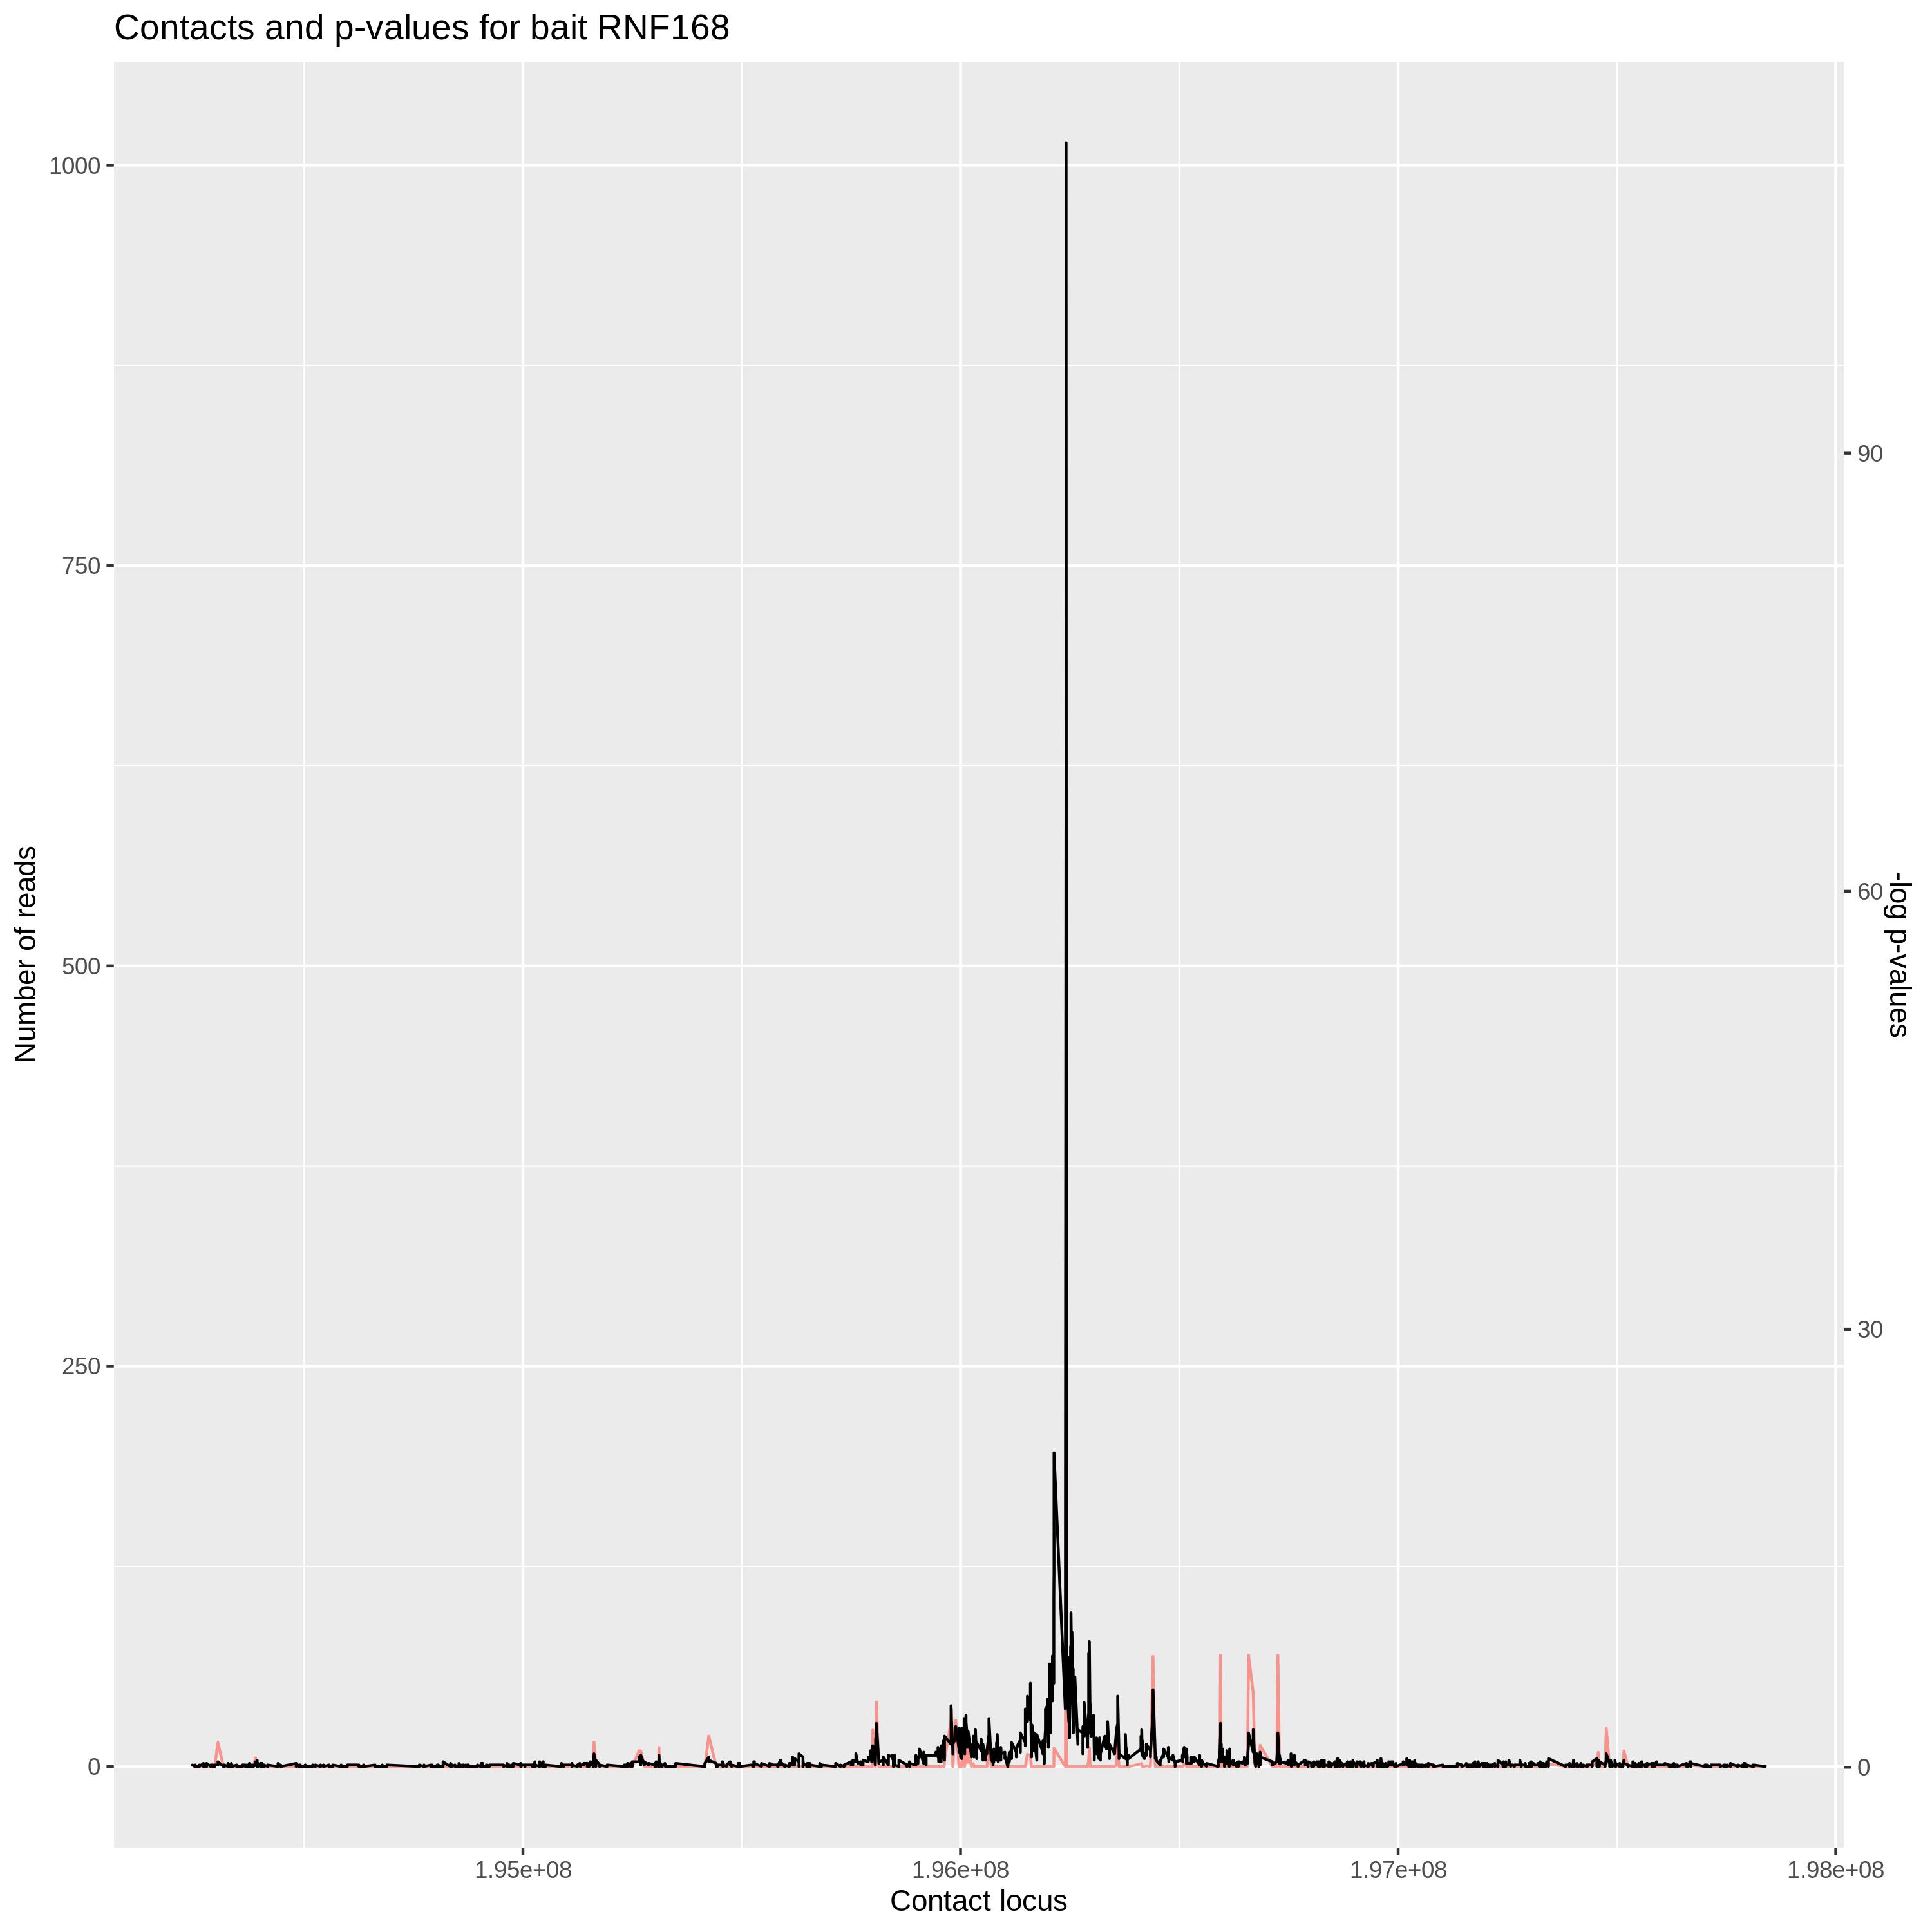 Contacts and p-values for bait RNF168
1000
750
500
250
0
Number of reads
90
60
30
0
-log p-values
1.95e+08
1.96e+08
1.97e+08
1.98e+08
Contact locus